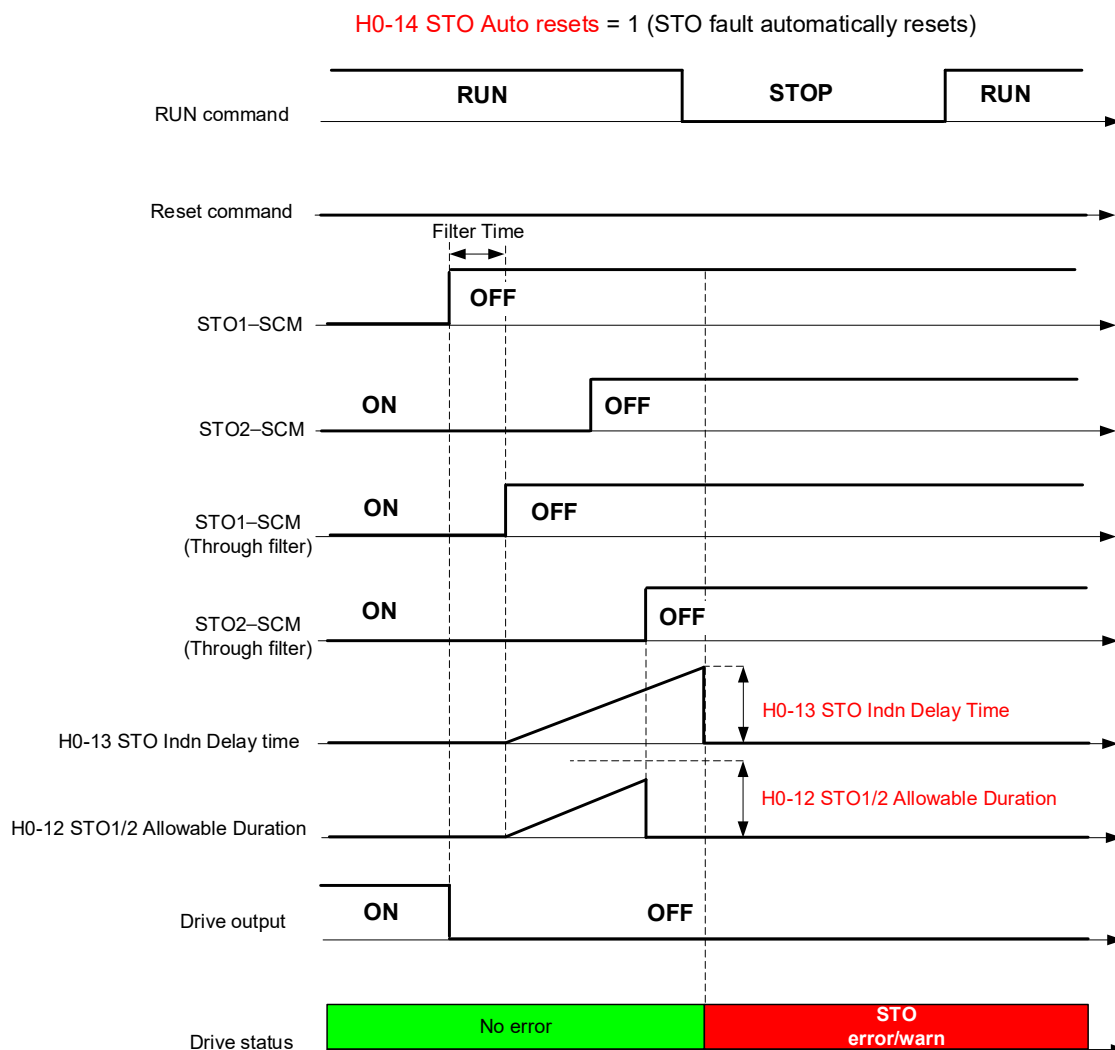 H0-14 STO Auto resets = 1 (STO fault automatically resets)
RUN command
RUN
STOP
RUN
Reset command
Filter Time
STO1–SCM
OFF
STO2–SCM
ON
OFF
STO1–SCM
(Through filter)
ON
OFF
STO2–SCM
(Through filter)
ON
OFF
H0-13 STO Indn Delay time
H0-13 STO Indn Delay Time
H0-12 STO1/2 Allowable Duration
H0-12 STO1/2 Allowable Duration
Drive output
ON
OFF
Drive status
No error
STO
error/warn